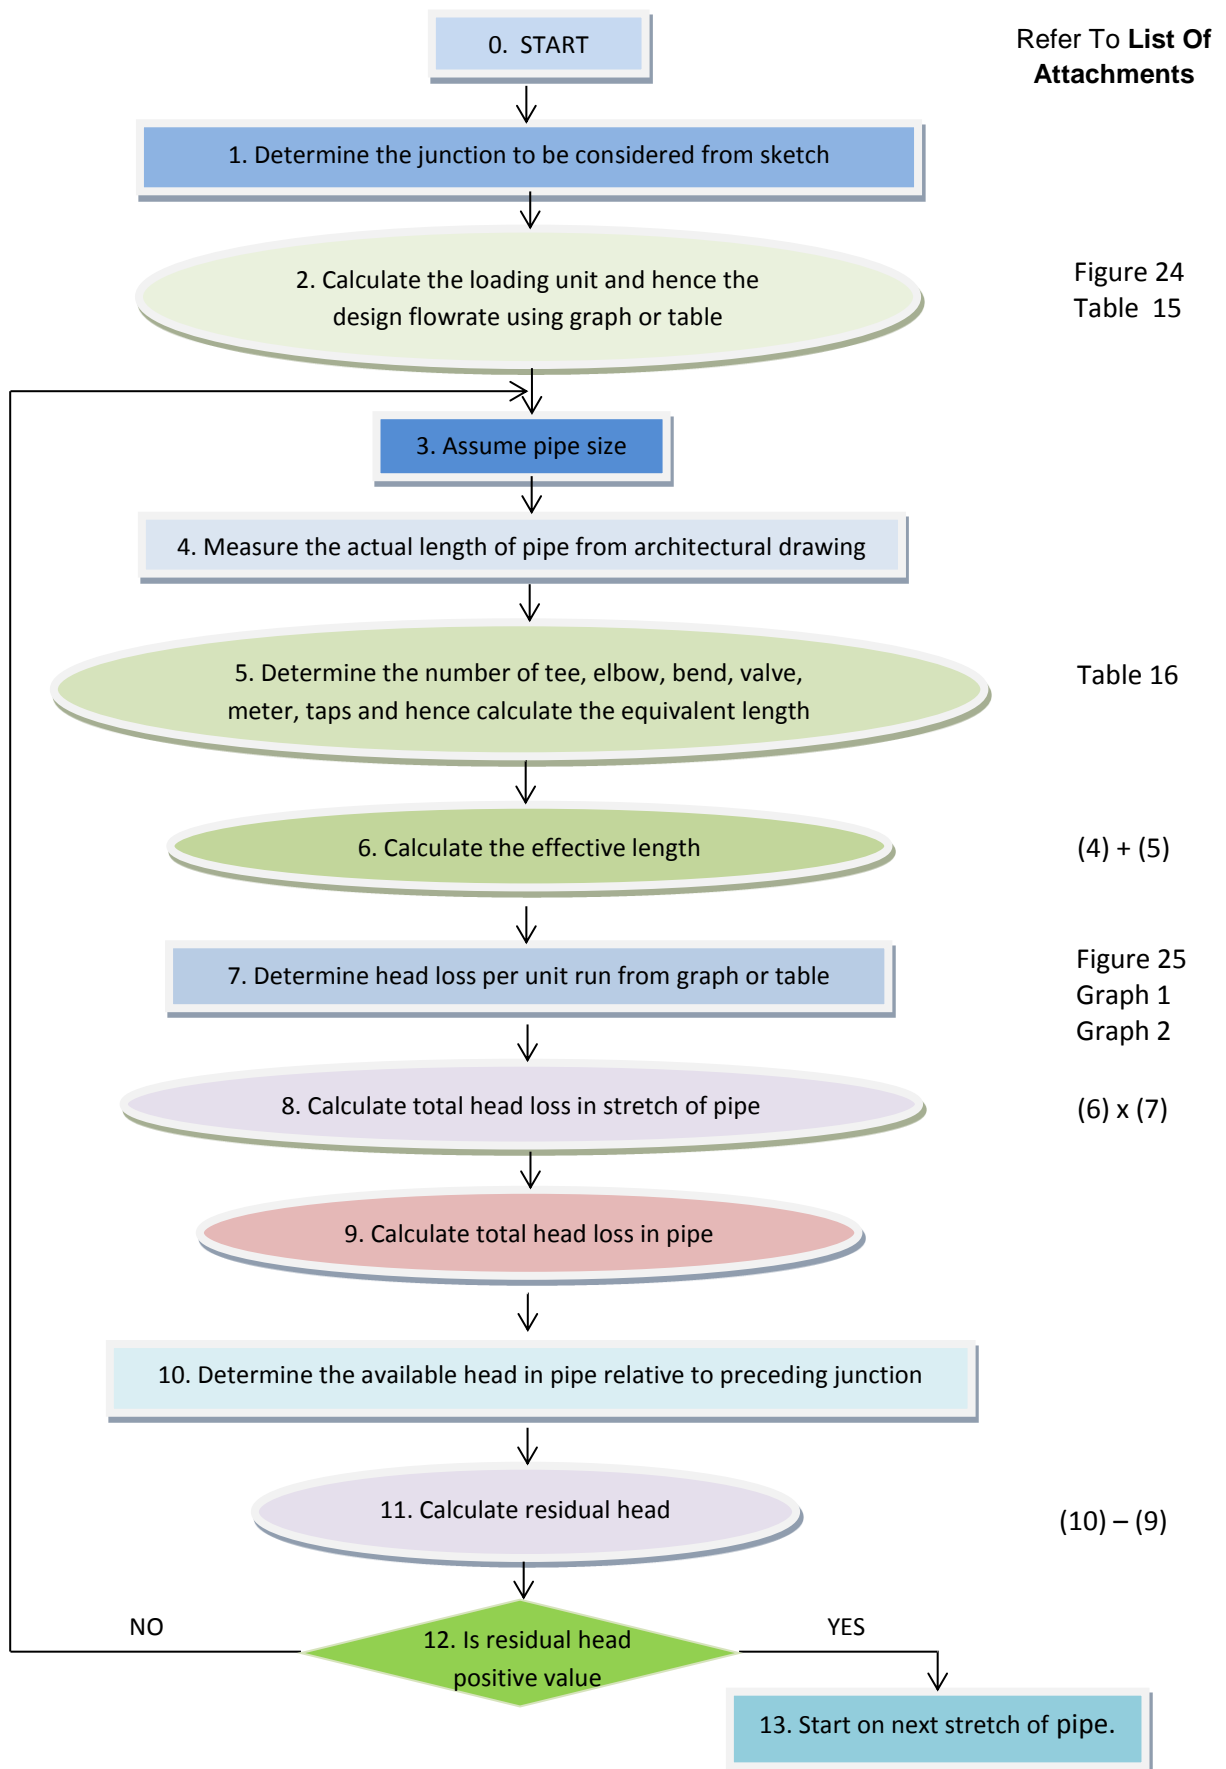 0. START
Refer To List Of
Attachments
1. Determine the junction to be considered from sketch
2. Calculate the loading unit and hence the
design flowrate using graph or table
Figure 24
Table 15
3. Assume pipe size
4. Measure the actual length of pipe from architectural drawing
5. Determine the number of tee, elbow, bend, valve,
meter, taps and hence calculate the equivalent length
Table 16
6. Calculate the effective length
(4) + (5)
7. Determine head loss per unit run from graph or table
Figure 25
Graph 1
Graph 2
8. Calculate total head loss in stretch of pipe
(6) x (7)
9. Calculate total head loss in pipe
10. Determine the available head in pipe relative to preceding junction
11. Calculate residual head
(10) – (9)
NO
YES
12. Is residual head
positive value
13. Start on next stretch of pipe.